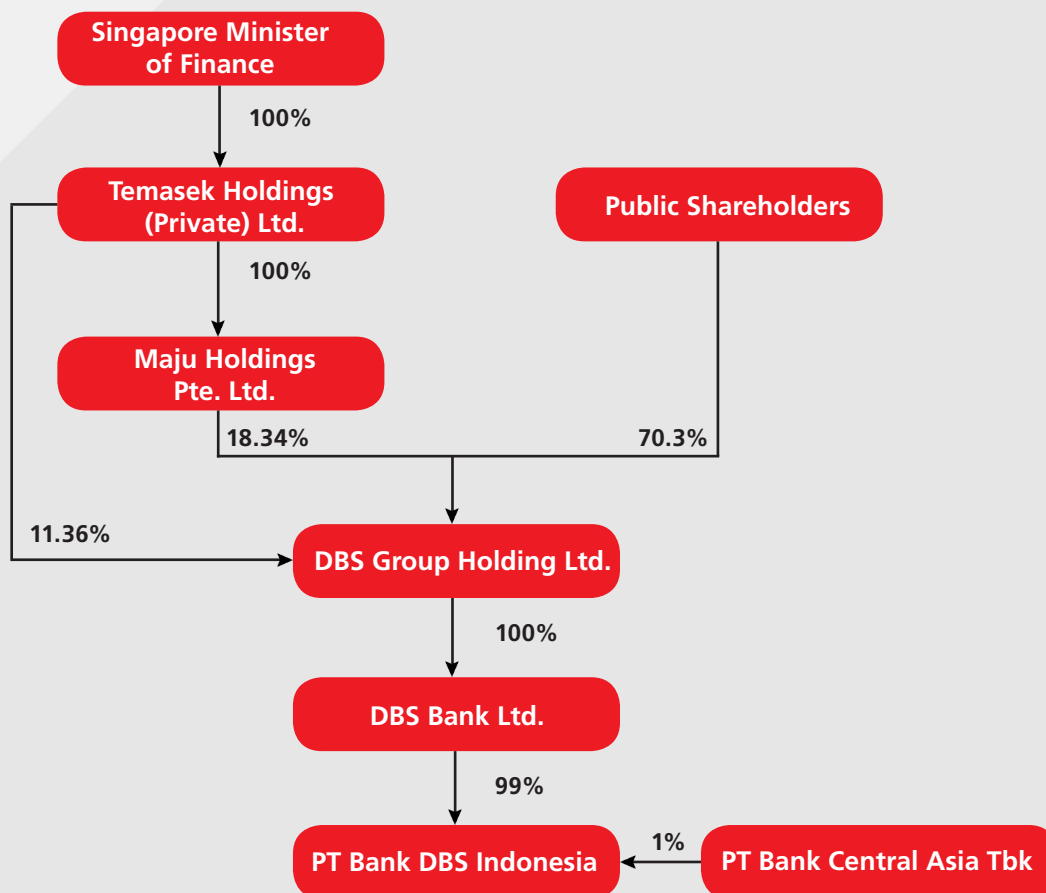 Singapore Minister
of Finance
100%
Temasek Holdings
(Private) Ltd.
Public Shareholders
100%
Maju Holdings
Pte. Ltd.
18.34%
70.3%
11.36%
DBS Group Holding Ltd.
100%
DBS Bank Ltd.
99%
PT Bank DBS Indonesia
1%
PT Bank Central Asia Tbk